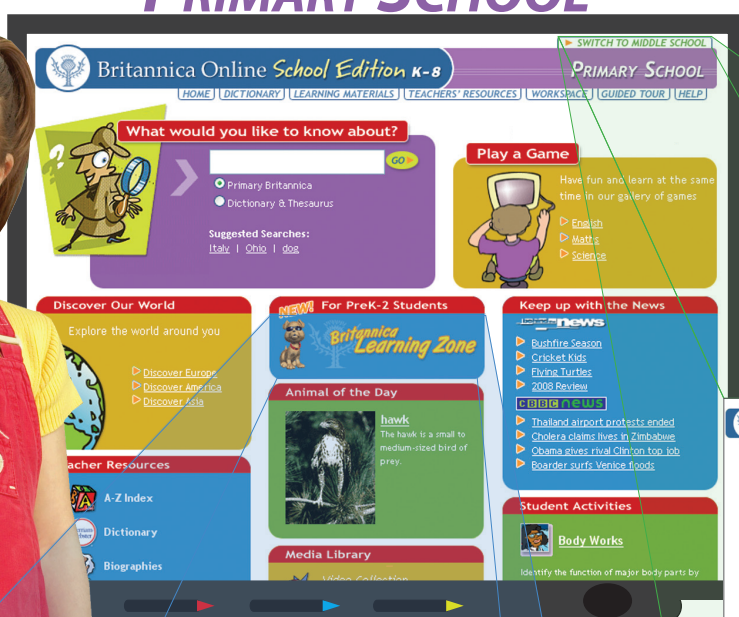 PRIMARY SCHOOL
SWITCH TO MIDDLE SCHOOL
Britannica Online School Edition K-8
PRIMARY SCHOOL
HOME DICTIONARY LEARNING MATERIALS TEACHERS' RESOURCES WORKSPACE GUIDED TOUR HELP
What would you like to know about?
GO
Primary Britannica
Dictionary & Thesaurus
Suggested Searches:
Italy | Ohio | dog
Play a Game
Have fun and learn at the same
time in our gallery of games
English
Maths
Science
Discover Our World
Explore the world around you
Discover Europe
Discover America
Discover Asia
acher Resources
A-Z Index
Dictionary
Biographies
For PreK-2 Students
NEW!
Britannica
Learning Zone
Animal of the Day
hawk
The hawk is a small to
medium-sized bird of
prey.
Media Library
Video Collection
Keep up with the News
news
Bushfire Season
Cricket Kids
Flying Turtles
2008 Review
CBBC news
Thailand airport protests ended
Cholera claims lives in Zimbabwe
Obama gives rival Clinton top job
Boarder surfs Venice floods
Student Activities
Body Works
Identify the function of major body parts by